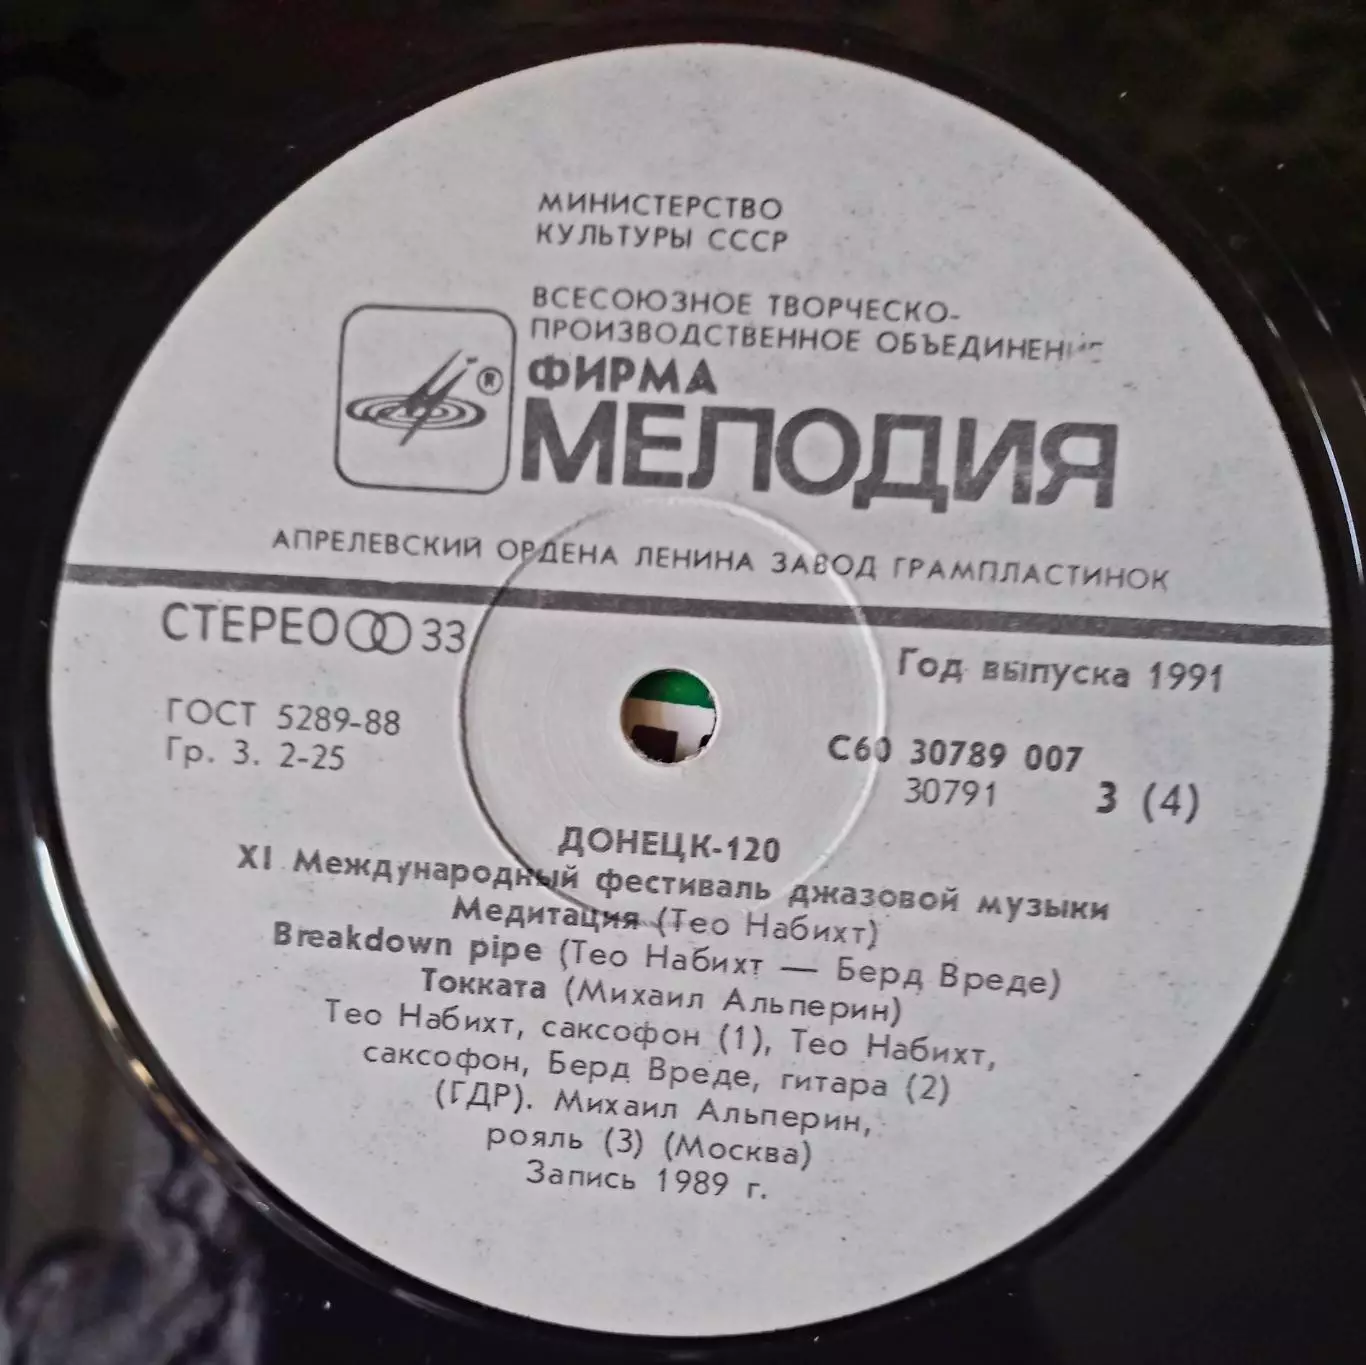 МИНИСТЕРСТВО
КУЛЬТУРЫ СССР
ВСЕСОЮЗНОЕ ТВОРЧЕСКО-
ПРОИЗВОДСТВЕННОЕ ОБЪЕДИНЕНИЕ
®
ФИРМА
МЕЛОДИЯ
АПРЕЛЕВСКИЙ ОРДЕНА ЛЕНИНА ЗАВОД ГРАМПЛАСТИНОК
СТЕРЕО 33
Год выпуска 1991
ГОСТ 5289-88
Гр. 3. 2-25
С60 30789 007
30791
3 (4)
ДОНЕЦК-120
XI Международный фестиваль джазовой музыки
Медитация (Тео Набихт)
Breakdown pipe (Тео Набихт — Берд Вреде)
Токката (Михаил Альперин)
Тео Набихт, саксофон (1), Тео Набихт,
саксофон, Берд Вреде, гитара (2)
(ГДР). Михаил Альперин,
рояль (3) (Москва)
Запись 1989 г.